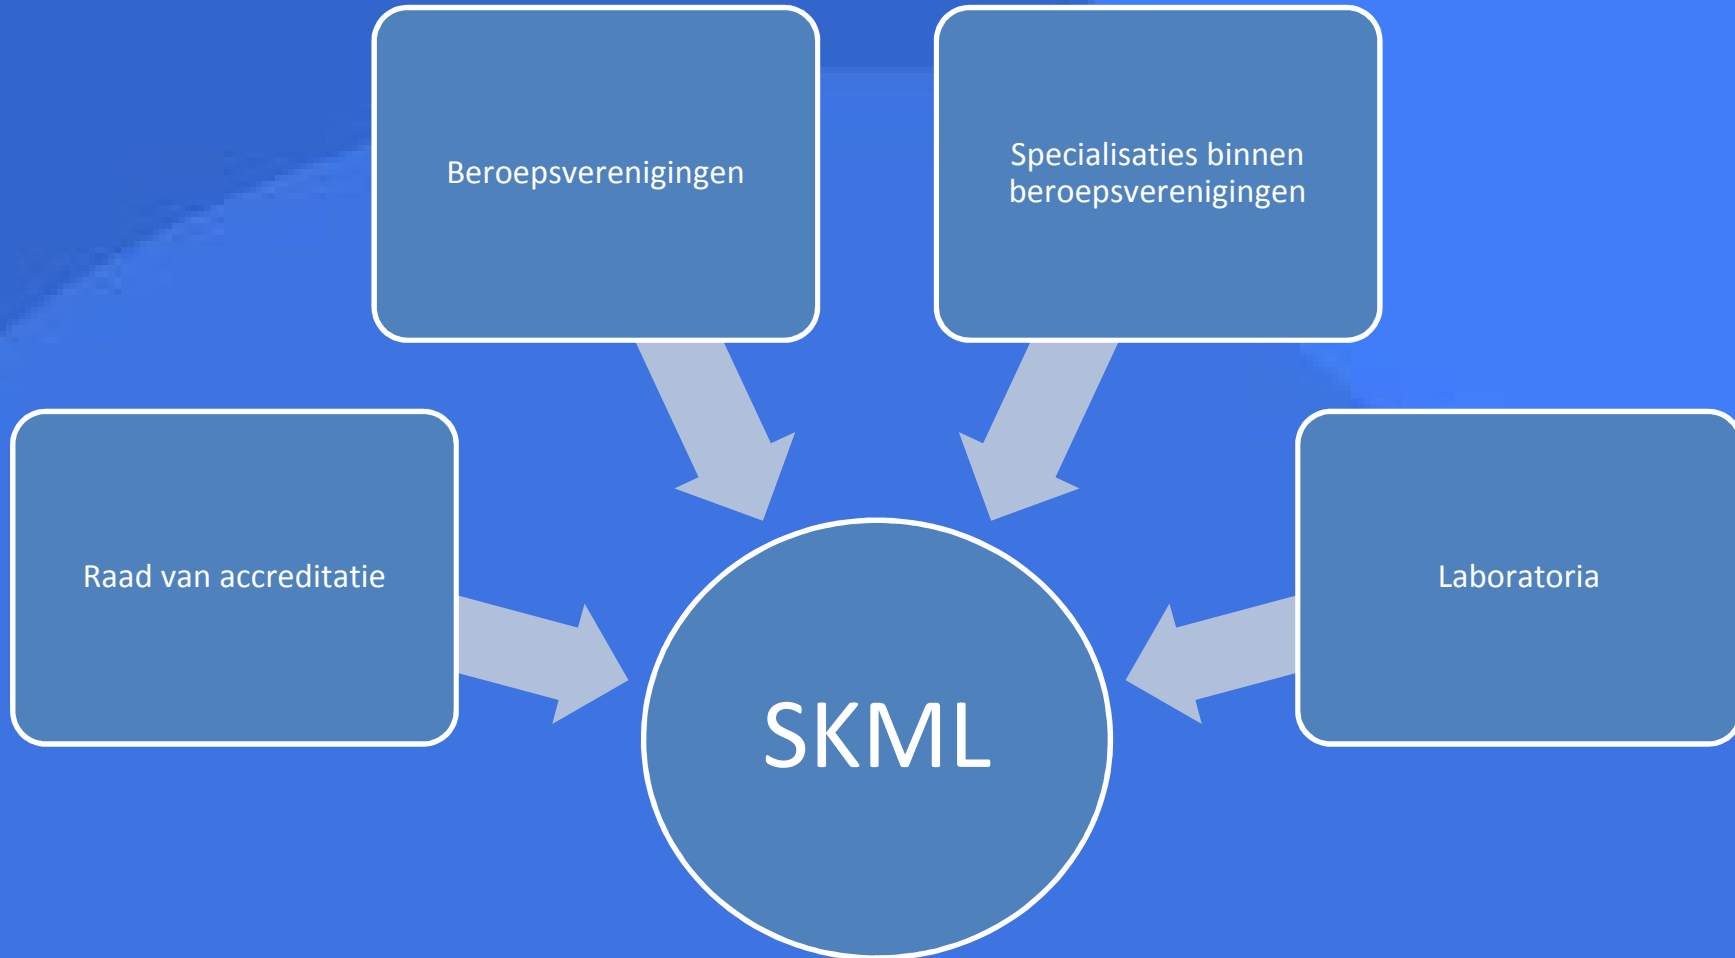 Beroepsverenigingen
Specialisaties binnen
beroepsverenigingen
Raad van accreditatie
Laboratoria
SKML